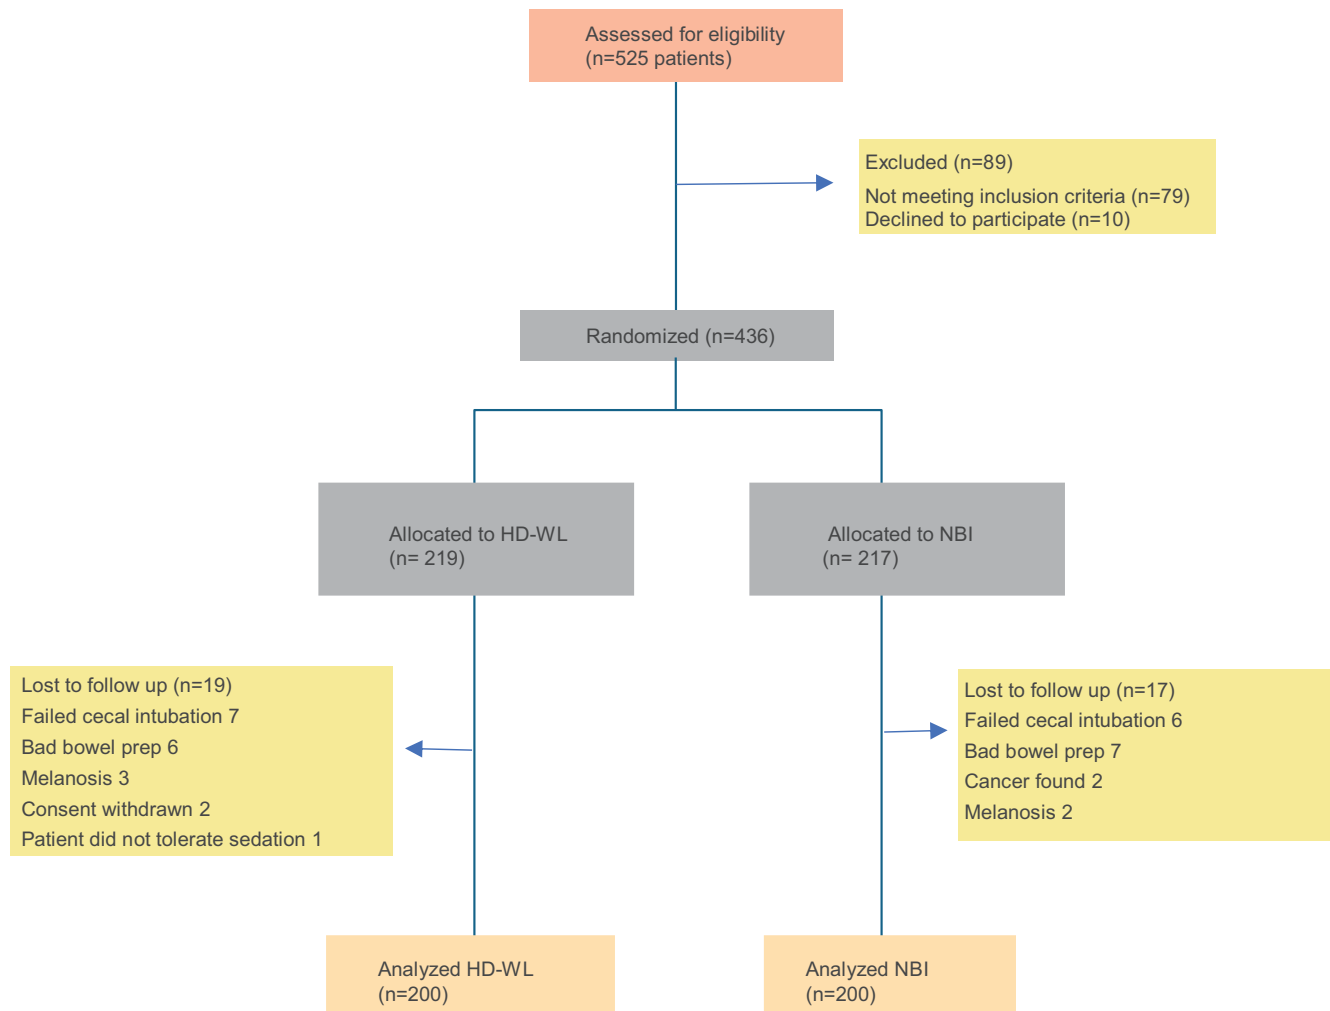 Assessed for eligibility
(n=525 patients)
Excluded (n=89)
Not meeting inclusion criteria (n=79)
Declined to participate (n=10)
Randomized (n=436)
Allocated to HD-WL
(n= 219)
Allocated to NBI
(n= 217)
Lost to follow up (n=19)
Failed cecal intubation 7
Bad bowel prep 6
Melanosis 3
Consent withdrawn 2
Patient did not tolerate sedation 1
Lost to follow up (n=17)
Failed cecal intubation 6
Bad bowel prep 7
Cancer found 2
Melanosis 2
Analyzed HD-WL
(n=200)
Analyzed NBI
(n=200)